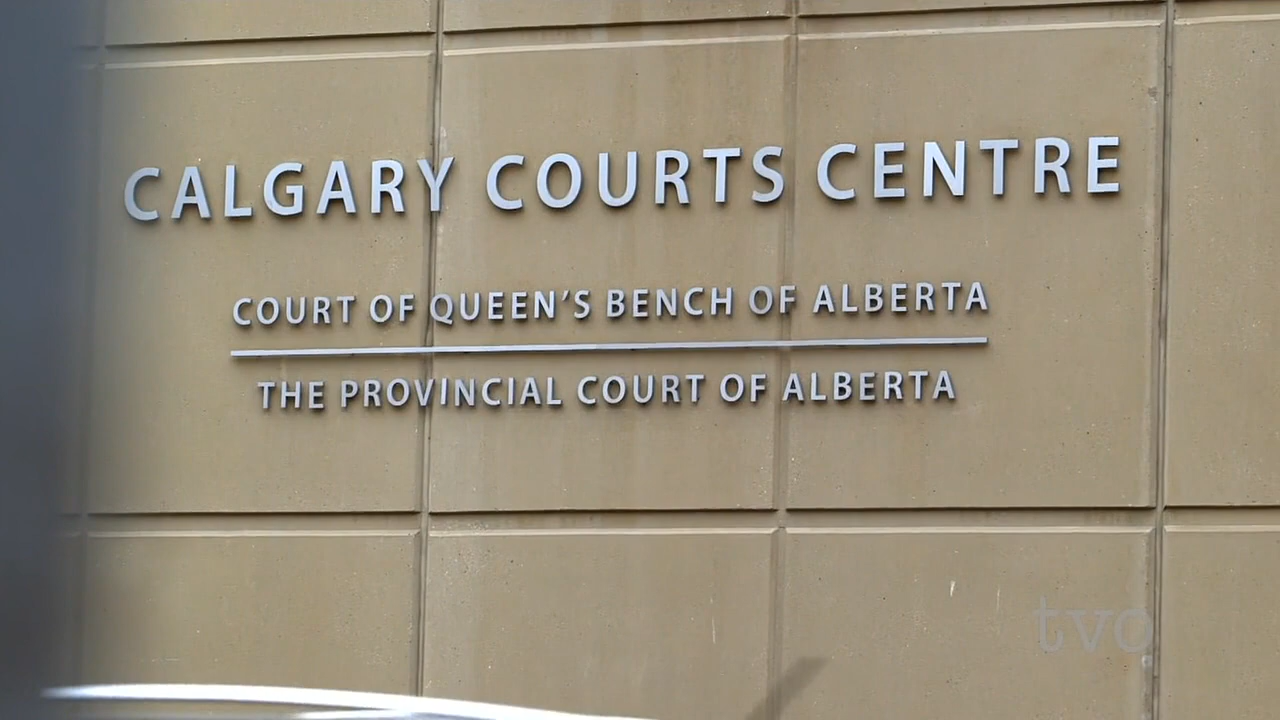 CALGARY COURTS CENTRE
COURT OF QUEEN'S BENCH OF ALBERTA
THE PROVINCIAL COURT OF ALBERTA
tvo